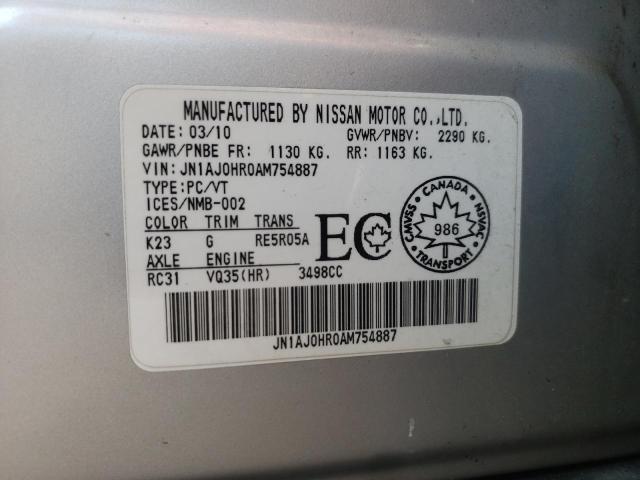 MANUFACTURED BY NISSAN MOTOR CO.,LTD.
DATE: 03/10 GVWR/PNBV: 2290 KG.
GAWR/PNBE FR: 1130 KG. RR: 1163 KG.
VIN: JN1AJ0HR0AM754887
TYPE: PC/VT
ICES/NMB-002
COLOR TRIM TRANS
K23 G RE5R05A
AXLE ENGINE
RC31 VQ35(HR) 3498CC
EC
CANADA
CMVSS
986
NSVAC
TRANSPORT
JN1AJ0HR0AM754887